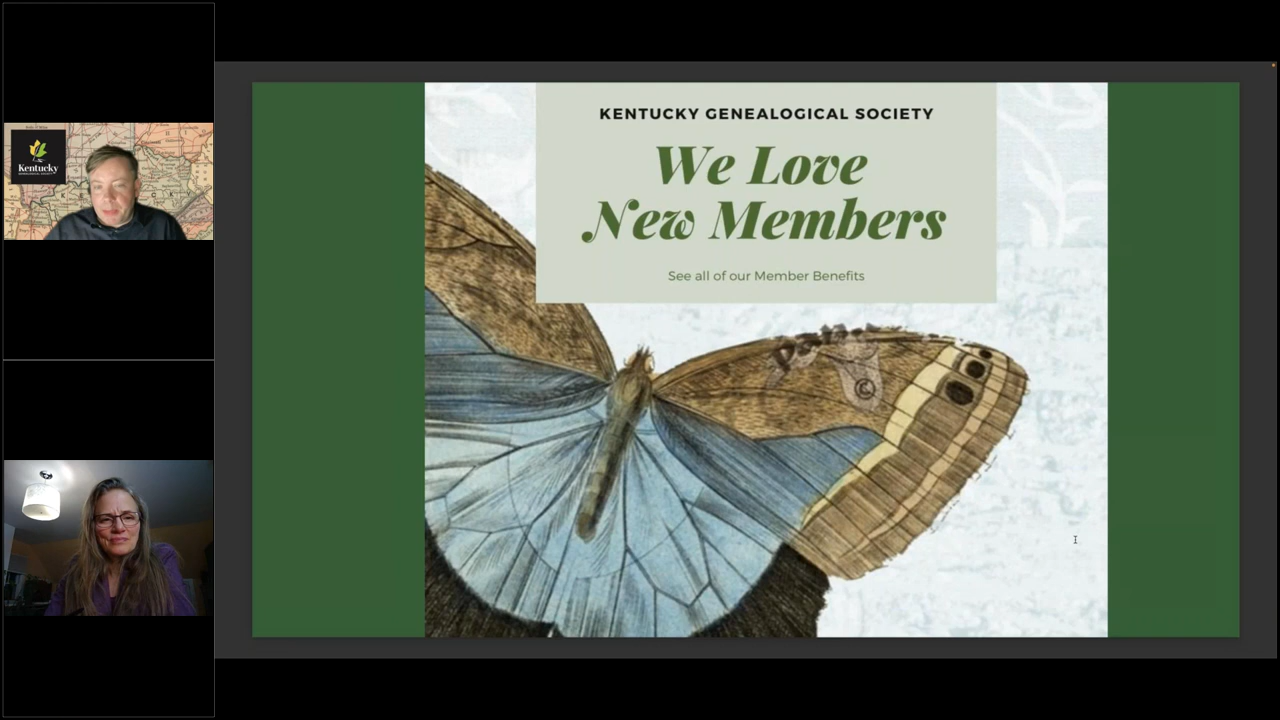 Kentucky
KENTUCKY GENEALOGICAL SOCIETY
We Love
New Members
See all of our Member Benefits
©